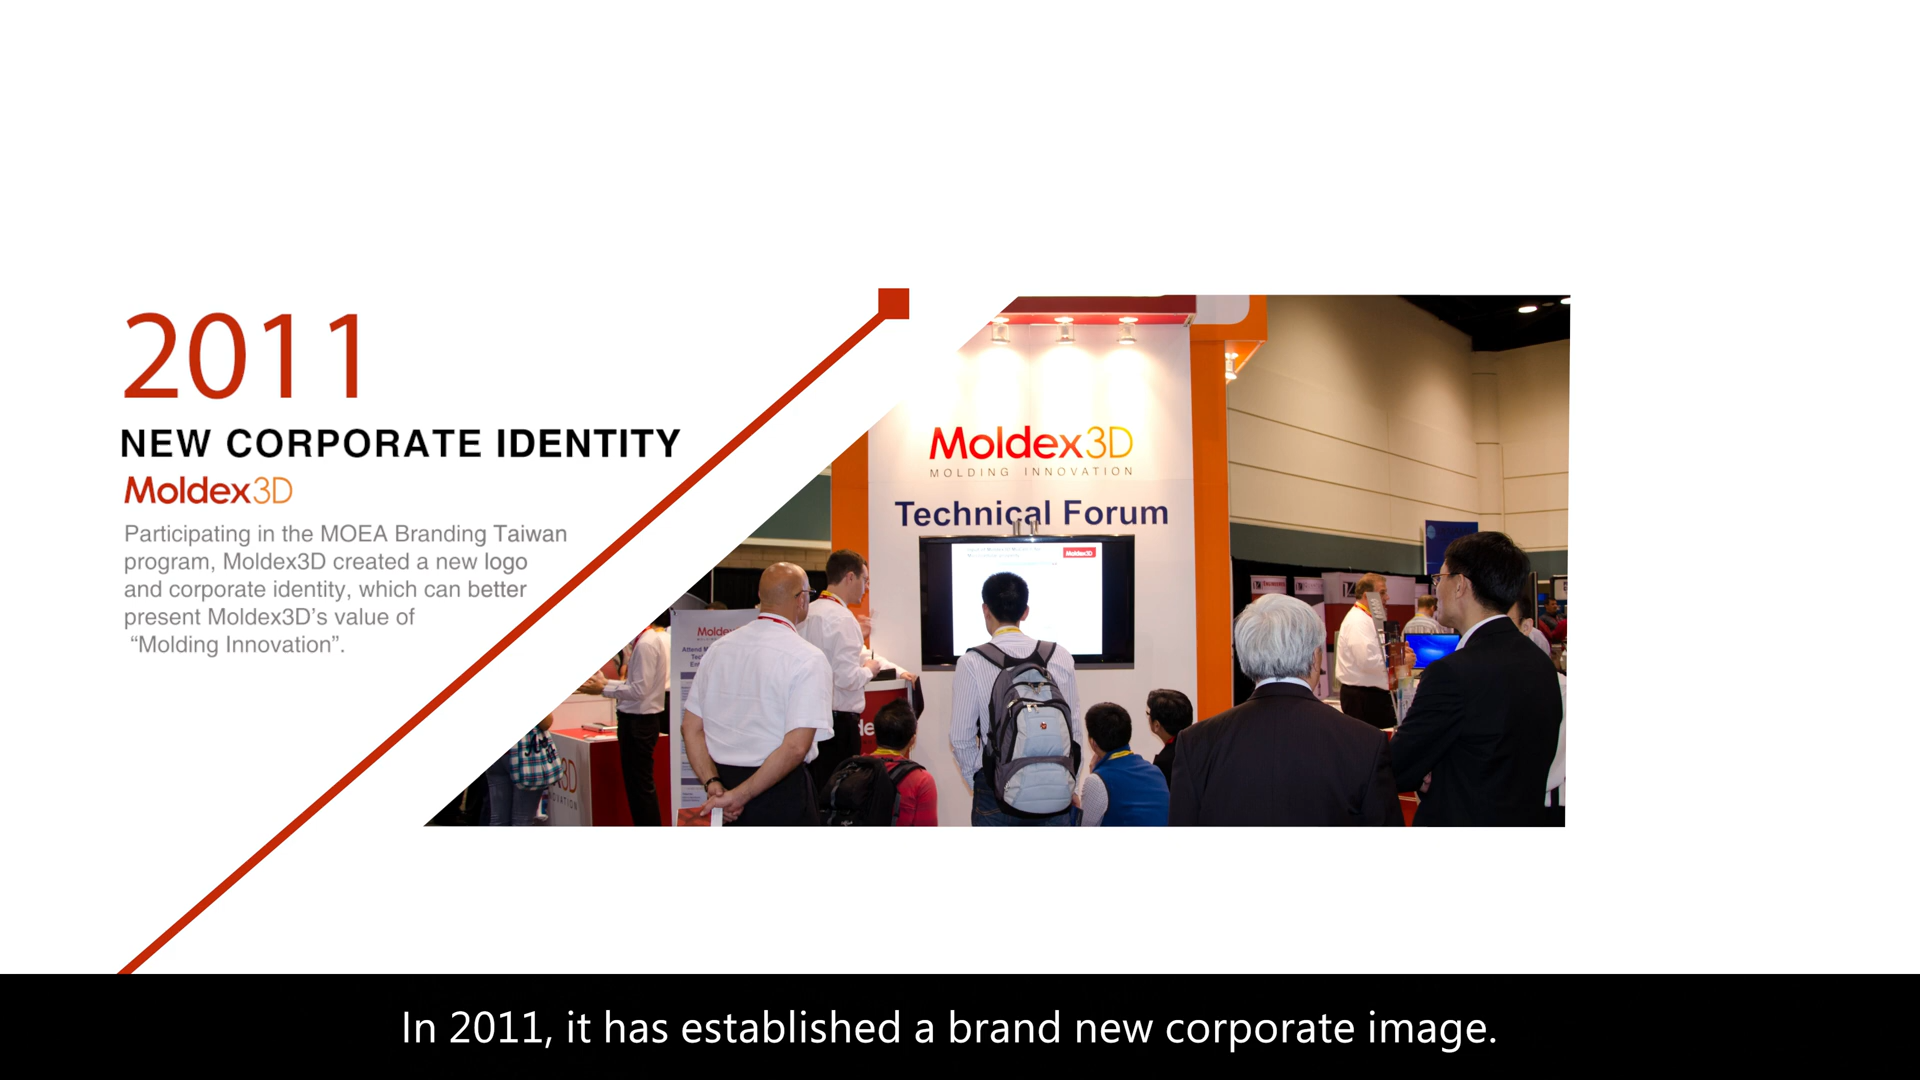 2011
NEW CORPORATE IDENTITY
Moldex3D
Participating in the MOEA Branding Taiwan
program, Moldex3D created a new logo
and corporate identity, which can better
present Moldex3D's value of
"Molding Innovation".
Moldex3D
MOLDING INNOVATION
Technical Forum
Moldex3D
In 2011, it has established a brand new corporate image.